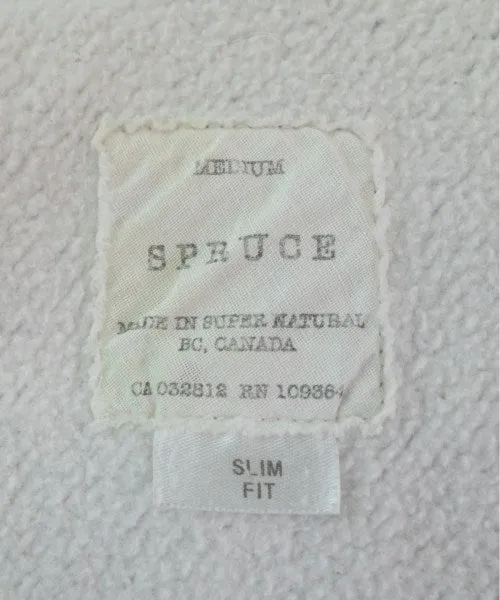 MEDIUM
SPRUCE
MADE IN SUPER NATURAL
BC, CANADA
CA 032812 RN 109364
SLIM
FIT